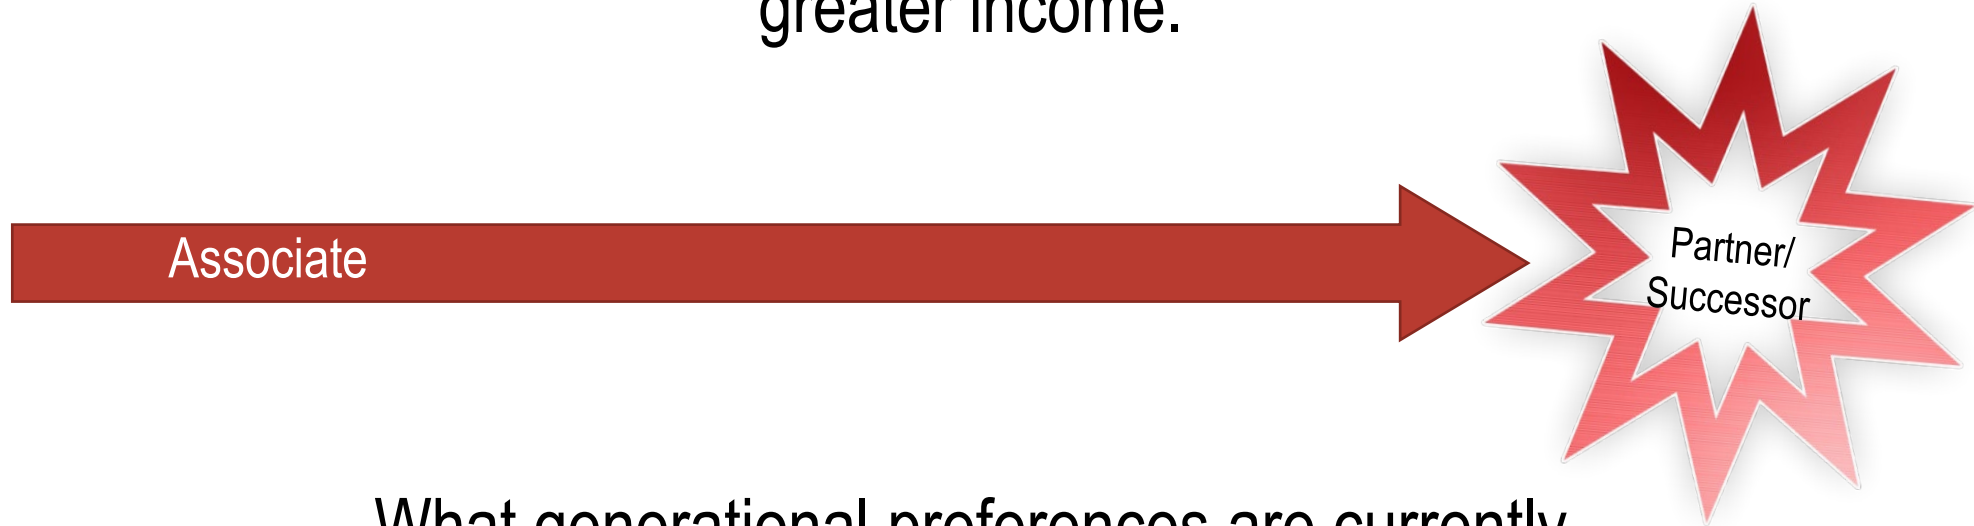 greater income.
Associate
Partner/
Successor
What generational preferences are currently